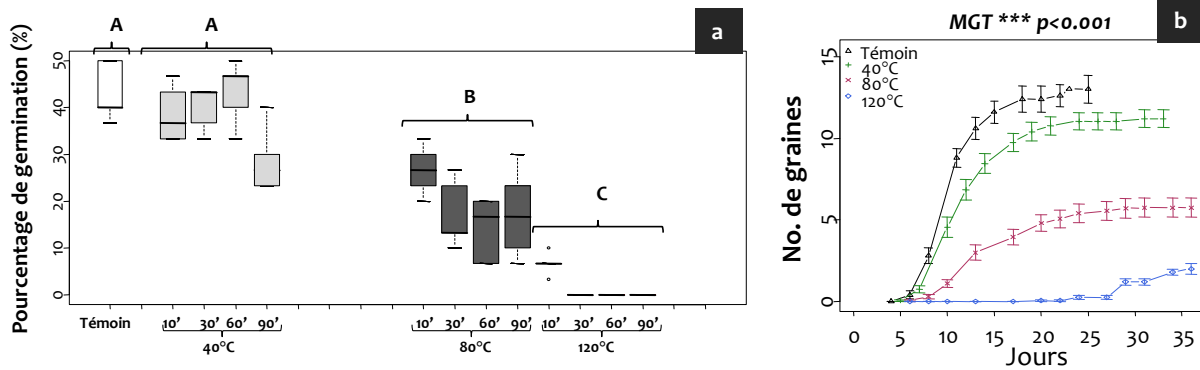 Pourcentage de germination (%)
a
A
A
B
C
50
40
30
20
10
0
Témoin
10' 30' 60' 90'
40°C
10' 30' 60' 90'
80°C
10' 30' 60' 90'
120°C
MGT *** p<0.001
b
No. de graines
15
10
5
0
Témoin
40°C
80°C
120°C
0 5 10 15 20 25 30 35
Jours